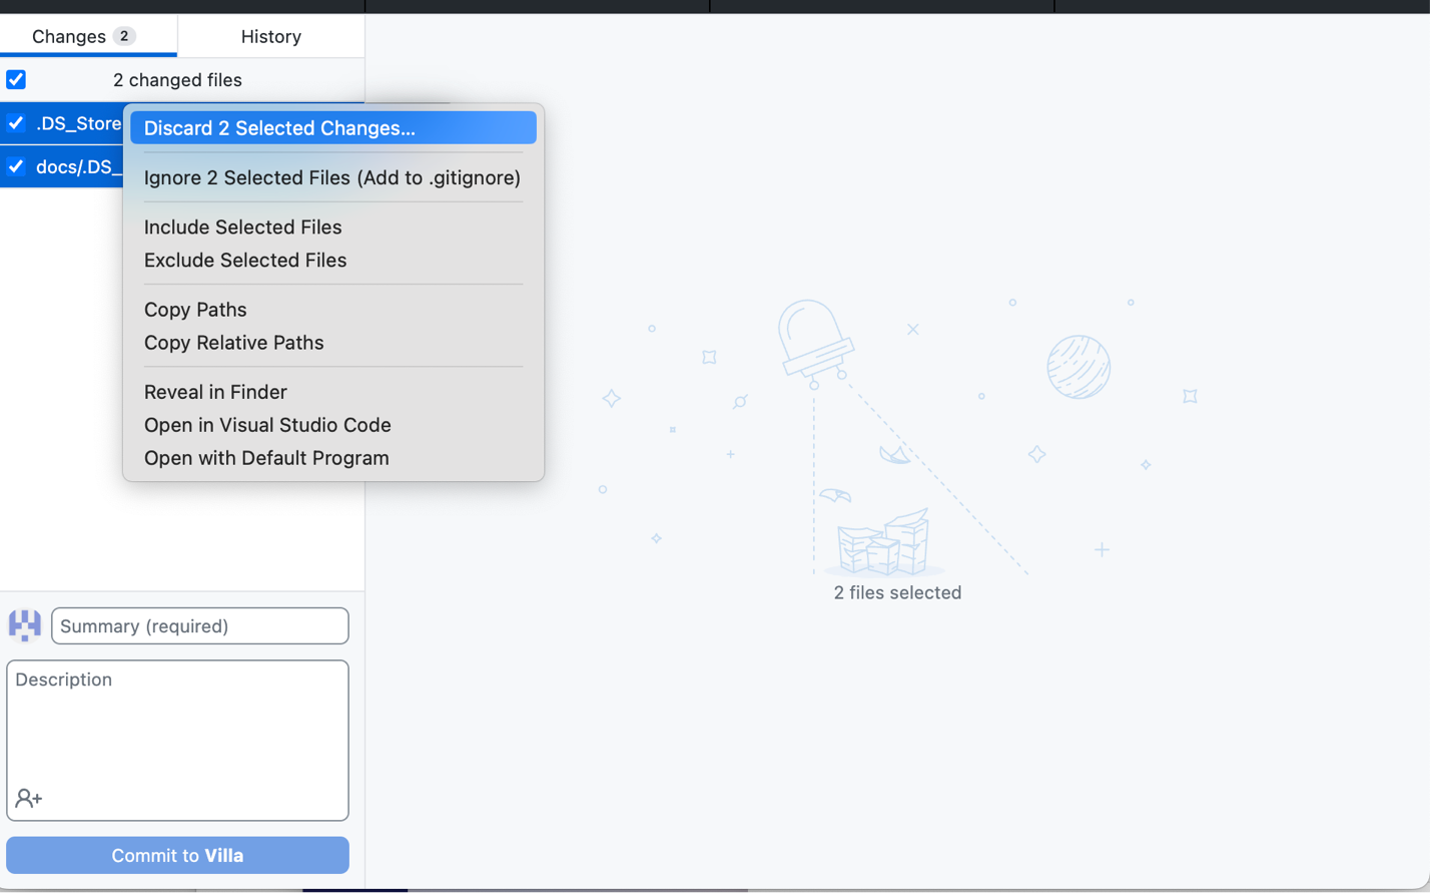 Changes 2
History
2 changed files
.DS_Store
docs/.DS_
Discard 2 Selected Changes...
Ignore 2 Selected Files (Add to .gitignore)
Include Selected Files
Exclude Selected Files
Copy Paths
Copy Relative Paths
Reveal in Finder
Open in Visual Studio Code
Open with Default Program
2 files selected
Summary (required)
Description
Commit to Villa